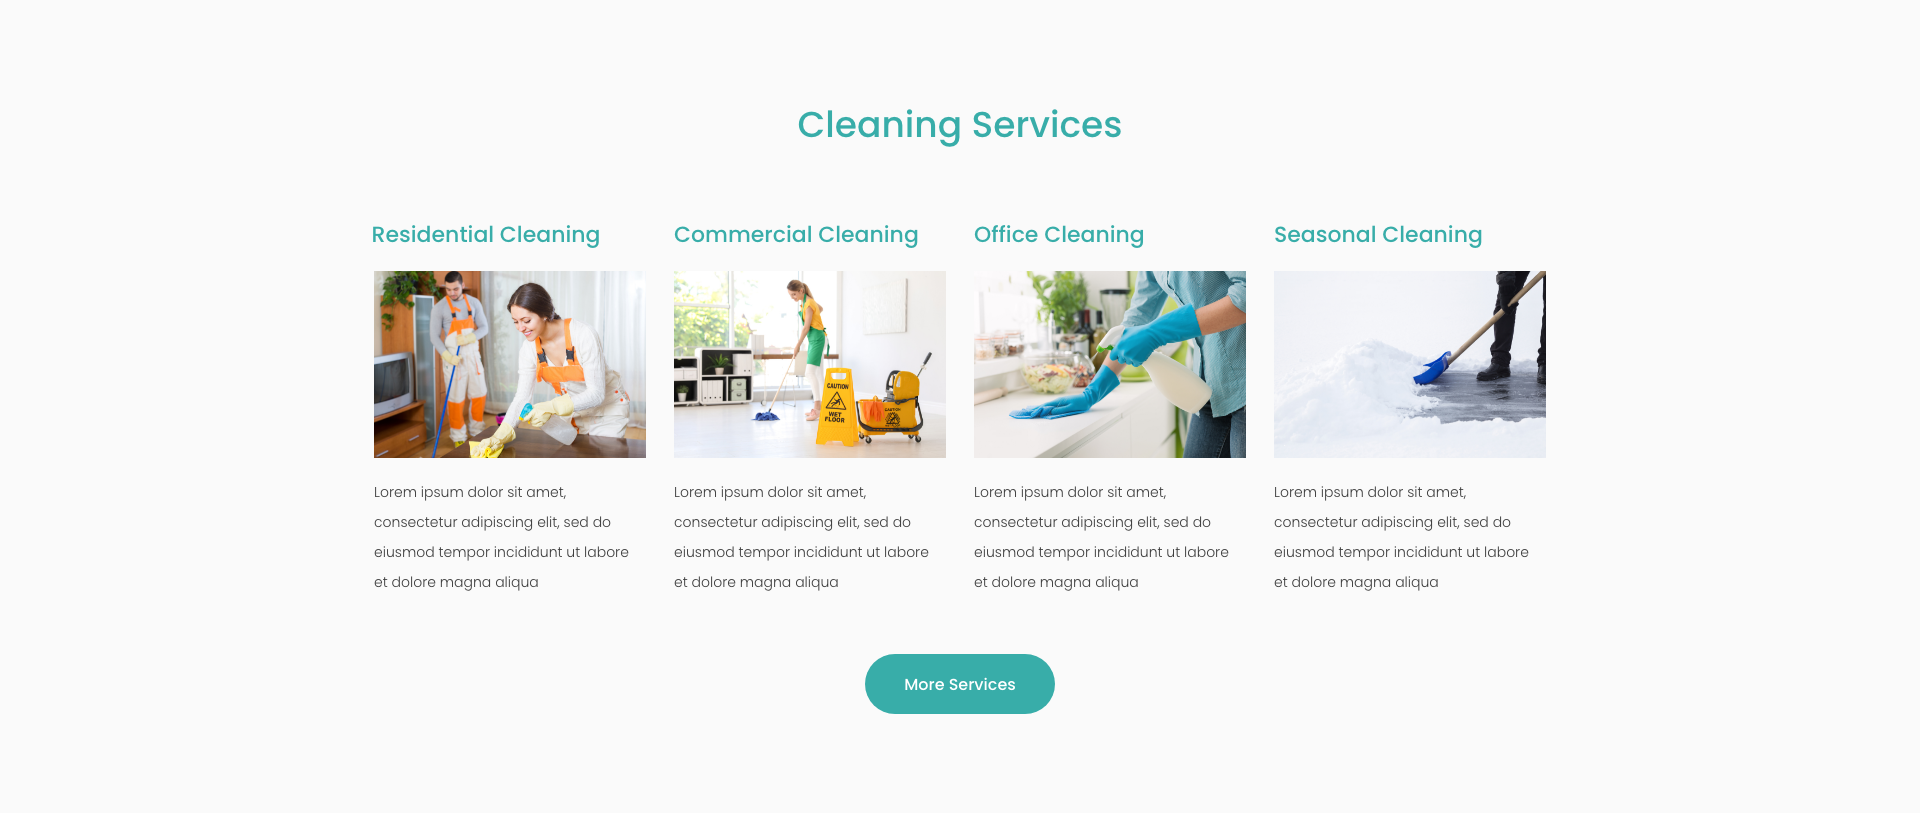 Cleaning Services
Residential Cleaning
Commercial Cleaning
Office Cleaning
Seasonal Cleaning
CAUTION
WET
FLOOR
CAUTION
Lorem ipsum dolor sit amet,
consectetur adipiscing elit, sed do
eiusmod tempor incididunt ut labore
et dolore magna aliqua
Lorem ipsum dolor sit amet,
consectetur adipiscing elit, sed do
eiusmod tempor incididunt ut labore
et dolore magna aliqua
Lorem ipsum dolor sit amet,
consectetur adipiscing elit, sed do
eiusmod tempor incididunt ut labore
et dolore magna aliqua
Lorem ipsum dolor sit amet,
consectetur adipiscing elit, sed do
eiusmod tempor incididunt ut labore
et dolore magna aliqua
More Services